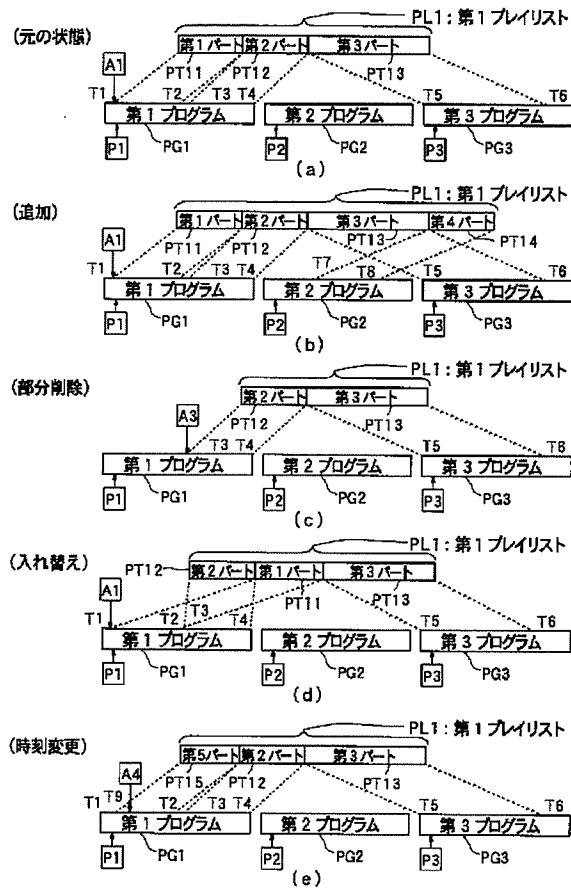 PL1:第1プレイリスト
(元の状態)
第1パート 第2パート 第3パート
A1 PT11 PT12 PT13
T1 T2 T3 T4 T5 T6
第1プログラム 第2プログラム 第3プログラム
P1 PG1 P2 PG2 P3 PG3
(a)
PL1:第1プレイリスト
(追加)
第1パート 第2パート 第3パート 第4パート
A1 PT11 PT12 PT13 PT14
T1 T2 T3 T4 T7 T8 T5 T6
第1プログラム 第2プログラム 第3プログラム
P1 PG1 P2 PG2 P3 PG3
(b)
PL1:第1プレイリスト
(部分削除)
第2パート 第3パート
A3 PT12 PT13
T3 T4 T5 T6
第1プログラム 第2プログラム 第3プログラム
P1 PG1 P2 PG2 P3 PG3
(c)
PL1:第1プレイリスト
(入れ替え)
PT12 第2パート 第1パート 第3パート
A1 PT11 PT13
T1 T2 T3 T4 T5 T6
第1プログラム 第2プログラム 第3プログラム
P1 PG1 P2 PG2 P3 PG3
(d)
PL1:第1プレイリスト
(時刻変更)
第5パート 第2パート 第3パート
A4 PT15 PT12 PT13
T1 T9 T2 T3 T4 T5 T6
第1プログラム 第2プログラム 第3プログラム
P1 PG1 P2 PG2 P3 PG3
(e)